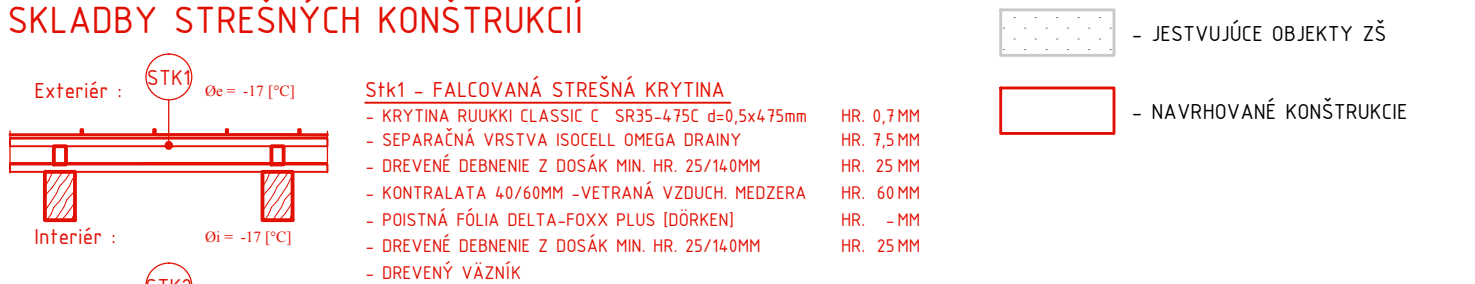 SKLADBY STREŠNÝCH KONŠTRUKCIÍ
Exteriér :
STK1
Øe = -17 [°C]
Interiér :
Øi = -17 [°C]
STK2
Stk1 - FALCOVANÁ STREŠNÁ KRYTINA
- KRYTINA RUUKKI CLASSIC C SR35-475C d=0,5x475mm HR. 0,7 MM
- SEPARAČNÁ VRSTVA ISOCELL OMEGA DRAINY HR. 7,5 MM
- DREVENÉ DEBNENIE Z DOSÁK MIN. HR. 25/140MM HR. 25 MM
- KONTRALATA 40/60MM -VETRANÁ VZDUCH. MEDZERA HR. 60 MM
- POISTNÁ FÓLIA DELTA-FOXX PLUS [DÖRKEN] HR. - MM
- DREVENÉ DEBNENIE Z DOSÁK MIN. HR. 25/140MM HR. 25 MM
- DREVENÝ VÄZNÍK
- JESTVUJÚCE OBJEKTY ZŠ
- NAVRHOVANÉ KONŠTRUKCIE